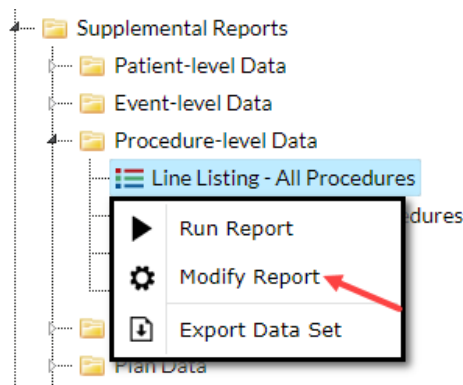 Supplemental Reports
Patient-level Data
Event-level Data
Procedure-level Data
Line Listing - All Procedures
Run Report
Modify Report
Export Data Set
Plan Data